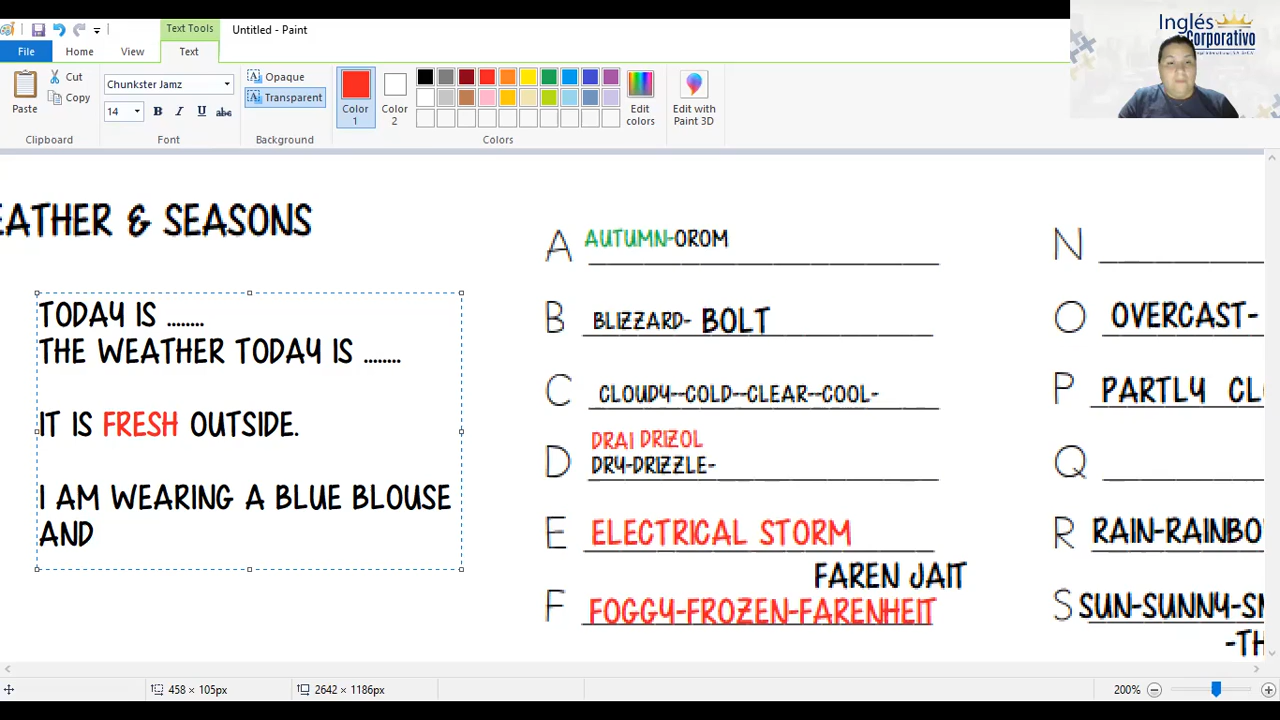 Text Tools
Untitled - Paint
File
Home
View
Text
Paste
Cut
Copy
Clipboard
Chunkster Jamz
14
B I U abc
Font
Opaque
Transparent
Background
Color 1
Color 2
Edit colors
Colors
Edit with Paint 3D
Inglés
Corporativo
EATHER & SEASONS
TODAY IS ........
THE WEATHER TODAY IS ........
IT IS FRESH OUTSIDE.
I AM WEARING A BLUE BLOUSE
AND
A AUTUMN-OROM
B BLIZZARD- BOLT
C CLOUDY--COLD--CLEAR--COOL-
DRAI DRIZOL
D DRY-DRIZZLE-
E ELECTRICAL STORM
FAREN JAIT
F FOGGY-FROZEN-FARENHEIT
N
O OVERCAST-
P PARTLY CL
Q
R RAIN-RAINBO
S SUN-SUNNY-S
-TH
458 × 105px
2642 × 1186px
200%